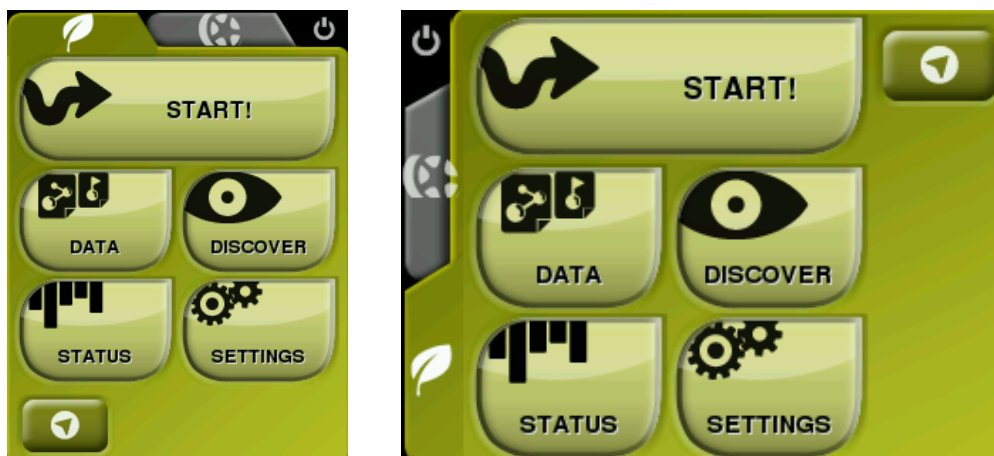 START!
DATA
DISCOVER
STATUS
SETTINGS
START!
DATA
DISCOVER
STATUS
SETTINGS